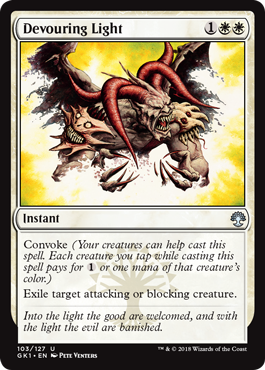 Devouring Light 1
Instant
Convoke (Your creatures can help cast this
spell. Each creature you tap while casting this
spell pays for 1 or one mana of that creature's
color.)
Exile target attacking or blocking creature.
Into the light the good are welcomed, and with
the light the evil are banished.
103/127 U
GK1 • EN Pete Venters
™ & © 2018 Wizards of the Coast